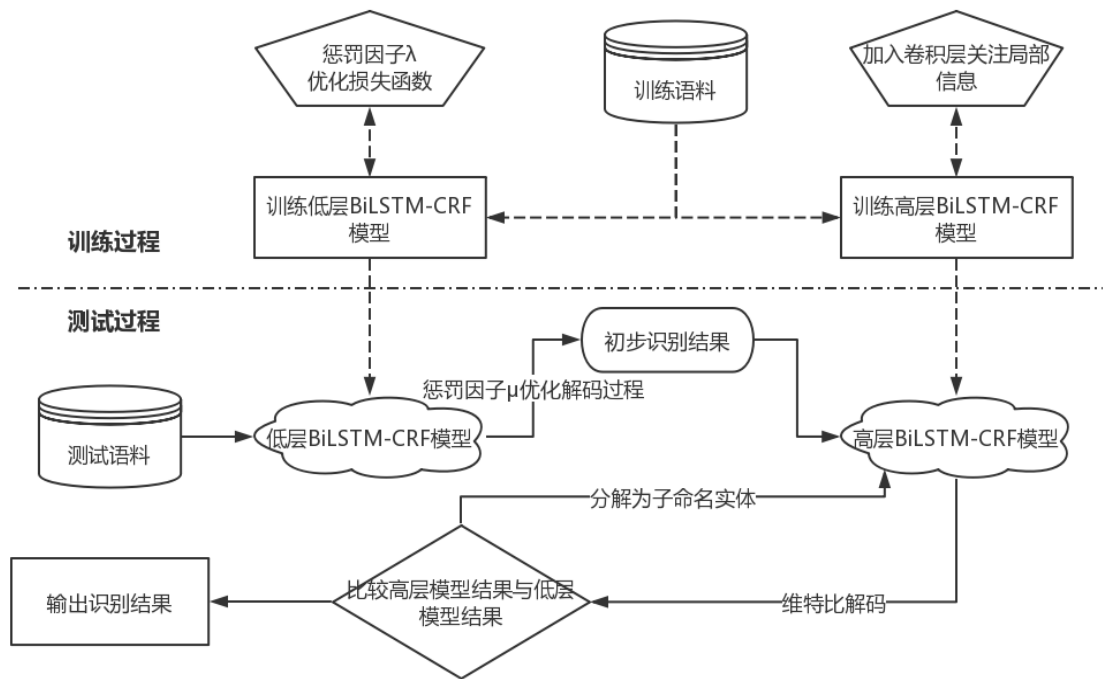 惩罚因子λ
优化损失函数
训练语料
加入卷积层关注局部
信息
训练低层BiLSTM-CRF
模型
训练高层BiLSTM-CRF
模型
训练过程
测试过程
初步识别结果
惩罚因子μ优化解码过程
测试语料
低层BiLSTM-CRF模型
高层BiLSTM-CRF模型
分解为子命名实体
比较高层模型结果与低层
模型结果
输出识别结果
维特比解码